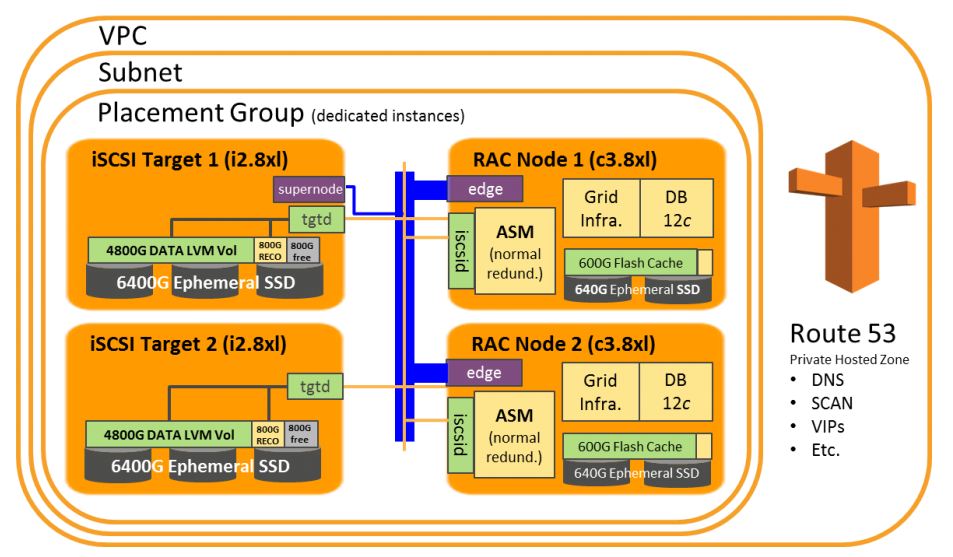 VPC
Subnet
Placement Group (dedicated instances)
iSCSI Target 1 (i2.8xl)
supernode
tgtd
4800G DATA LVM Vol
800G
RECO
800G
free
6400G Ephemeral SSD
RAC Node 1 (c3.8xl)
edge
iscsid
ASM
(normal
redund.)
Grid
Infra.
DB
12c
600G Flash Cache
640G Ephemeral SSD
iSCSI Target 2 (i2.8xl)
tgtd
4800G DATA LVM Vol
800G
RECO
800G
free
6400G Ephemeral SSD
RAC Node 2 (c3.8xl)
edge
iscsid
ASM
(normal
redund.)
Grid
Infra.
DB
12c
600G Flash Cache
640G Ephemeral SSD
Route 53
Private Hosted Zone
• DNS
• SCAN
• VIPs
• Etc.